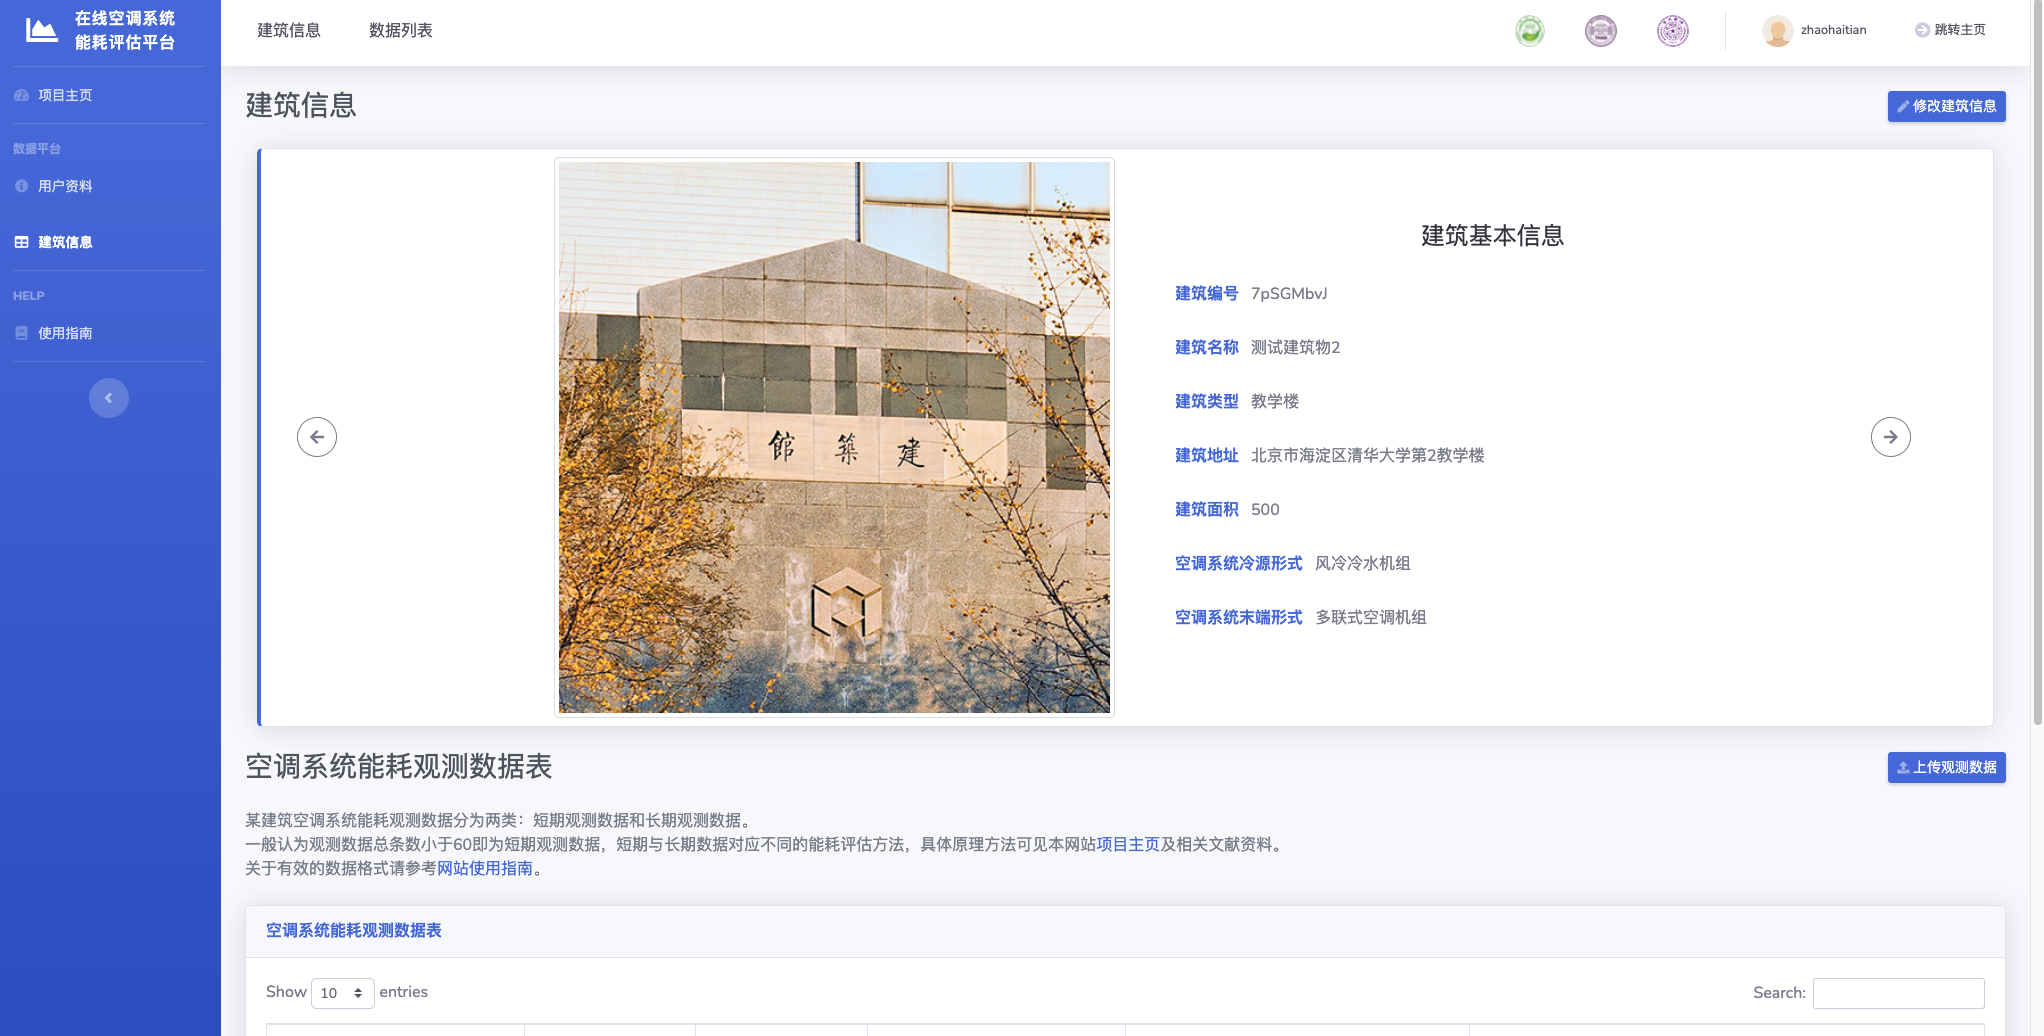 在线空调系统
能耗评估平台
项目主页
数据平台
用户资料
建筑信息
HELP
使用指南
建筑信息
数据列表
zhaohaitian
跳转主页
建筑信息
修改建筑信息
館 築 建
建筑基本信息
建筑编号 7pSGMbvJ
建筑名称 测试建筑物2
建筑类型 教学楼
建筑地址 北京市海淀区清华大学第2教学楼
建筑面积 500
空调系统冷源形式 风冷冷水机组
空调系统末端形式 多联式空调机组
空调系统能耗观测数据表
上传观测数据
某建筑空调系统能耗观测数据分为两类：短期观测数据和长期观测数据。
一般认为观测数据总条数小于60即为短期观测数据，短期与长期数据对应不同的能耗评估方法，具体原理方法可见本网站项目主页及相关文献资料。
关于有效的数据格式请参考网站使用指南。
空调系统能耗观测数据表
Show 10 entries
Search: